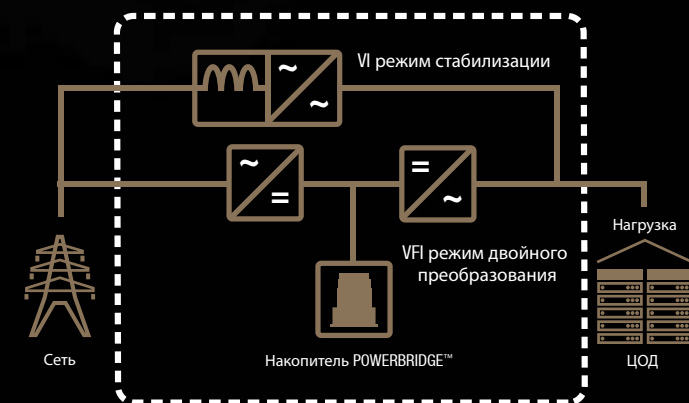 VI режим стабилизации
VFI режим двойного
преобразования
Нагрузка
Сеть
Накопитель POWERBRIDGE™
ЦОД